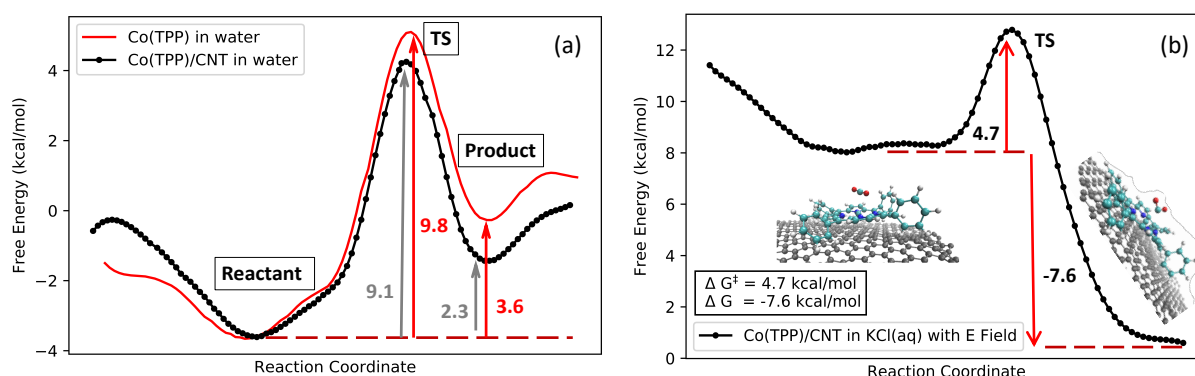 Co(TPP) in water
Co(TPP)/CNT in water
TS
(a)
Product
Reactant
9.8
9.1
2.3
3.6
4
2
0
−2
−4
Free Energy (kcal/mol)
Reaction Coordinate
TS
(b)
4.7
-7.6
Δ G‡ = 4.7 kcal/mol
Δ G = -7.6 kcal/mol
Co(TPP)/CNT in KCl(aq) with E Field
12
10
8
6
4
2
0
Free Energy (kcal/mol)
Reaction Coordinate